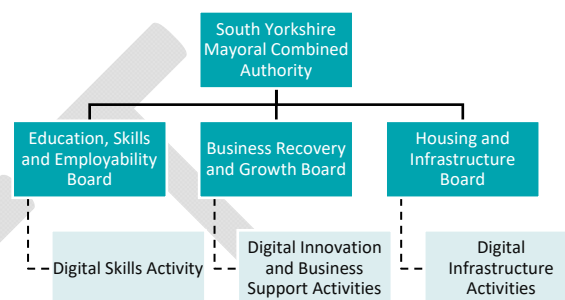 South Yorkshire
Mayoral Combined
Authority
Education, Skills
and Employability
Board
Business Recovery
and Growth Board
Housing and
Infrastructure
Board
Digital Skills Activity
Digital Innovation
and Business
Support Activities
Digital
Infrastructure
Activities